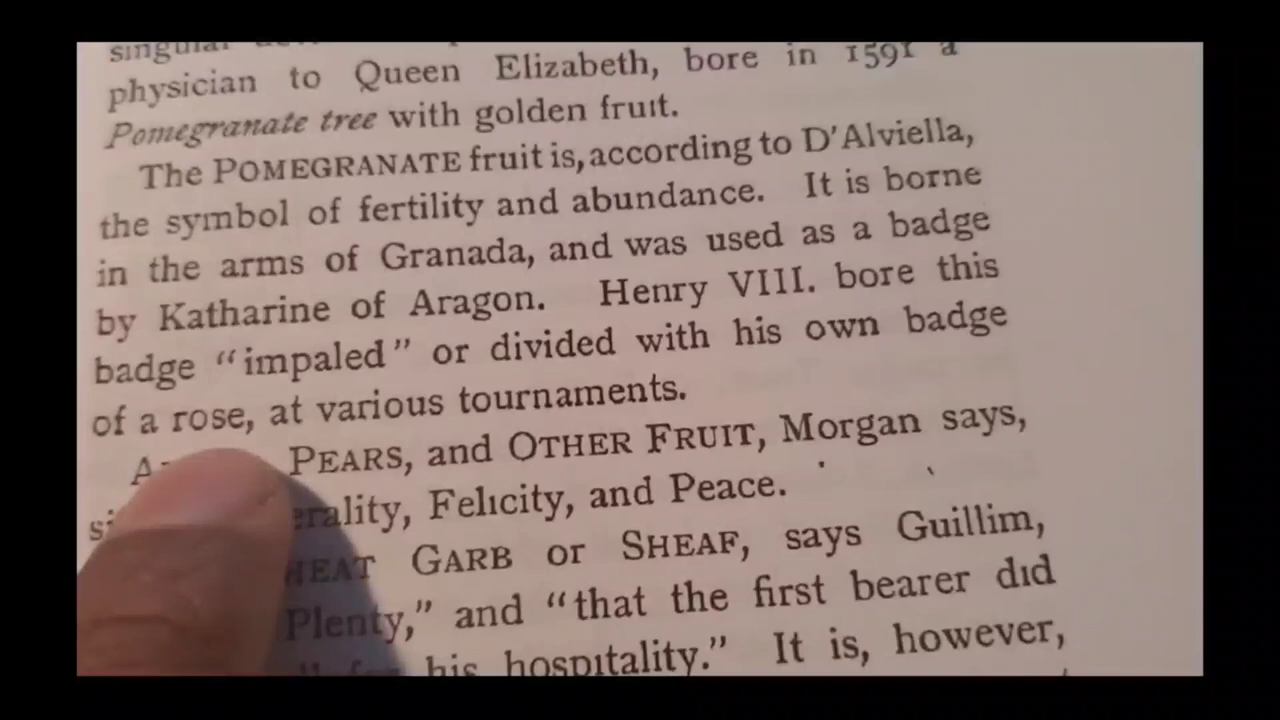 singular
physician to Queen Elizabeth, bore in 1591 a
Pomegranate tree with golden fruit.
The POMEGRANATE fruit is, according to D'Alviella,
the symbol of fertility and abundance. It is borne
in the arms of Granada, and was used as a badge
by Katharine of Aragon. Henry VIII. bore this
badge “impaled” or divided with his own badge
of a rose, at various tournaments.
PEARS, and OTHER FRUIT, Morgan says,
Felicity, and Peace.
GARB or SHEAF, says Guillim,
Plenty,” and “that the first bearer did
his hospitality.” It is, however,